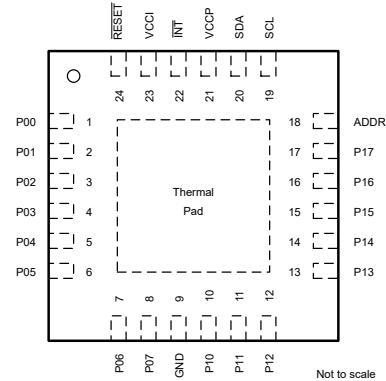 RESET
VCCI
INT
VCCP
SDA
SCL
24
23
22
21
20
19
P00 1
P01 2
P02 3
P03 4
P04 5
P05 6
Thermal
Pad
18 ADDR
17 P17
16 P16
15 P15
14 P14
13 P13
7
8
9
10
11
12
P06
P07
GND
P10
P11
P12
Not to scale